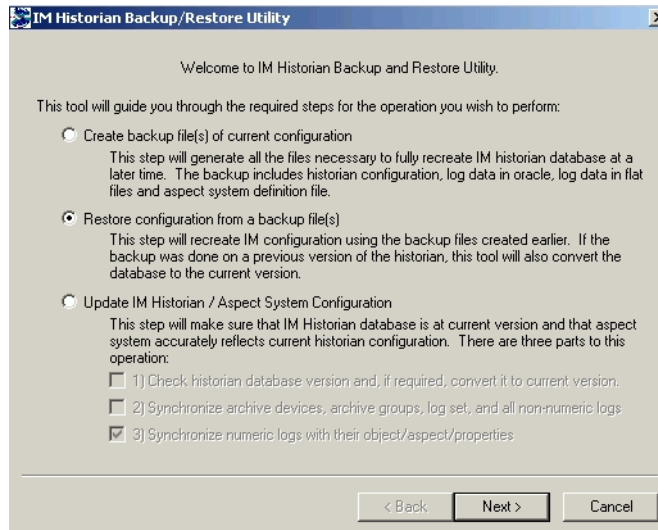 IM Historian Backup/Restore Utility
Welcome to IM Historian Backup and Restore Utility.
This tool will guide you through the required steps for the operation you wish to perform:
Create backup file(s) of current configuration
This step will generate all the files necessary to fully recreate IM historian database at a
later time. The backup includes historian configuration, log data in oracle, log data in flat
files and aspect system definition file.
Restore configuration from a backup file(s)
This step will recreate IM configuration using the backup files created earlier. If the
backup was done on a previous version of the historian, this tool will also convert the
database to the current version.
Update IM Historian / Aspect System Configuration
This step will make sure that IM Historian database is at current version and that aspect
system accurately reflects current historian configuration. There are three parts to this
operation:
1) Check historian database version and, if required, convert it to current version.
2) Synchronize archive devices, archive groups, log set, and all non-numeric logs
3) Synchronize numeric logs with their object/aspect/properties
< Back Next > Cancel